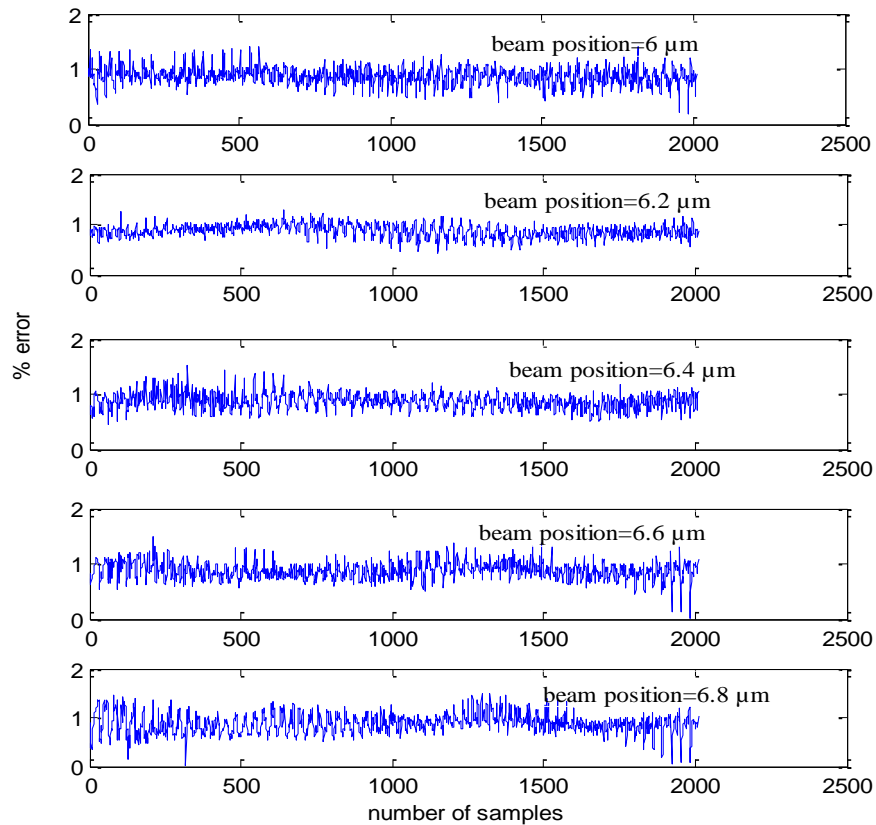 2
beam position=6 µm
1
0
0 500 1000 1500 2000 2500
2
beam position=6.2 µm
1
0
0 500 1000 1500 2000 2500
% error
2
beam position=6.4 µm
1
0
0 500 1000 1500 2000 2500
2
beam position=6.6 µm
1
0
0 500 1000 1500 2000 2500
2
beam position=6.8 µm
1
0
0 500 1000 1500 2000 2500
number of samples